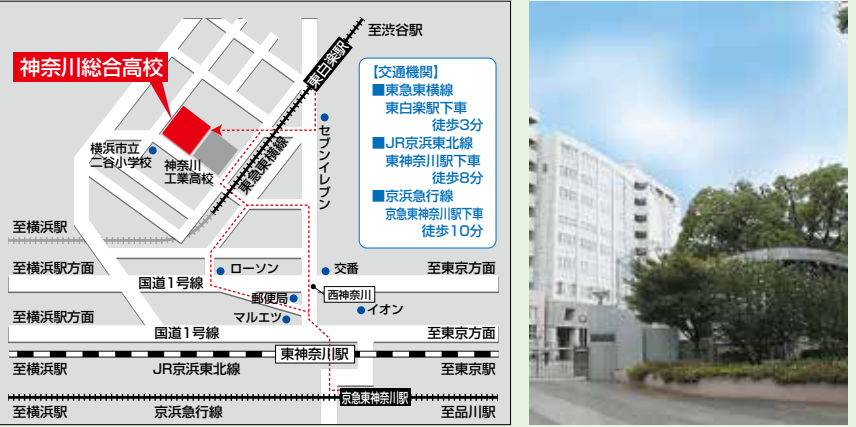 至渋谷駅
東白楽駅
神奈川総合高校
【交通機関】
■東急東横線
東白楽駅下車
徒歩3分
■JR京浜東北線
東神奈川駅下車
徒歩8分
■京浜急行線
京急東神奈川駅下車
徒歩10分
セブンイレブン
横浜市立
二谷小学校
神奈川
工業高校
東急東横線
至横浜駅
至横浜駅方面
ローソン
交番
至東京方面
国道1号線
郵便局
西神奈川
イオン
マルエツ
至横浜駅方面
国道1号線
至東京方面
東神奈川駅
至横浜駅
JR京浜東北線
至東京駅
京急東神奈川駅
至横浜駅
京浜急行線
至品川駅